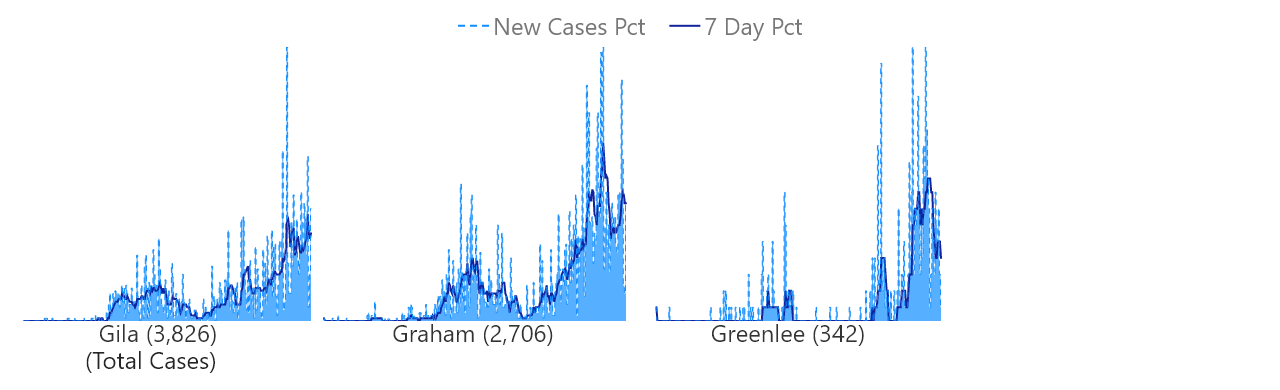 New Cases Pct 7 Day Pct
Gila (3,826) Graham (2,706) Greenlee (342)
(Total Cases)